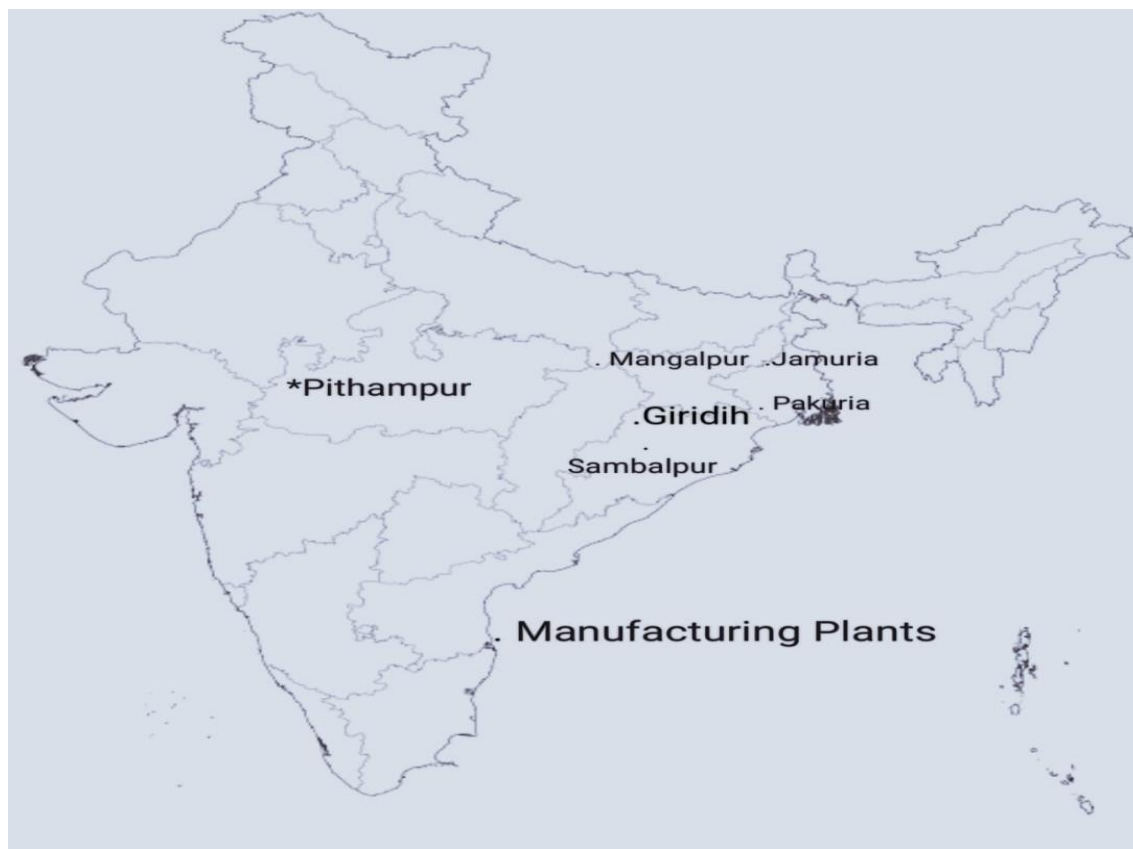 . Mangalpur
. Jamuria
*Pithampur
. Pakuria
.Giridih
.
Sambalpur
. Manufacturing Plants